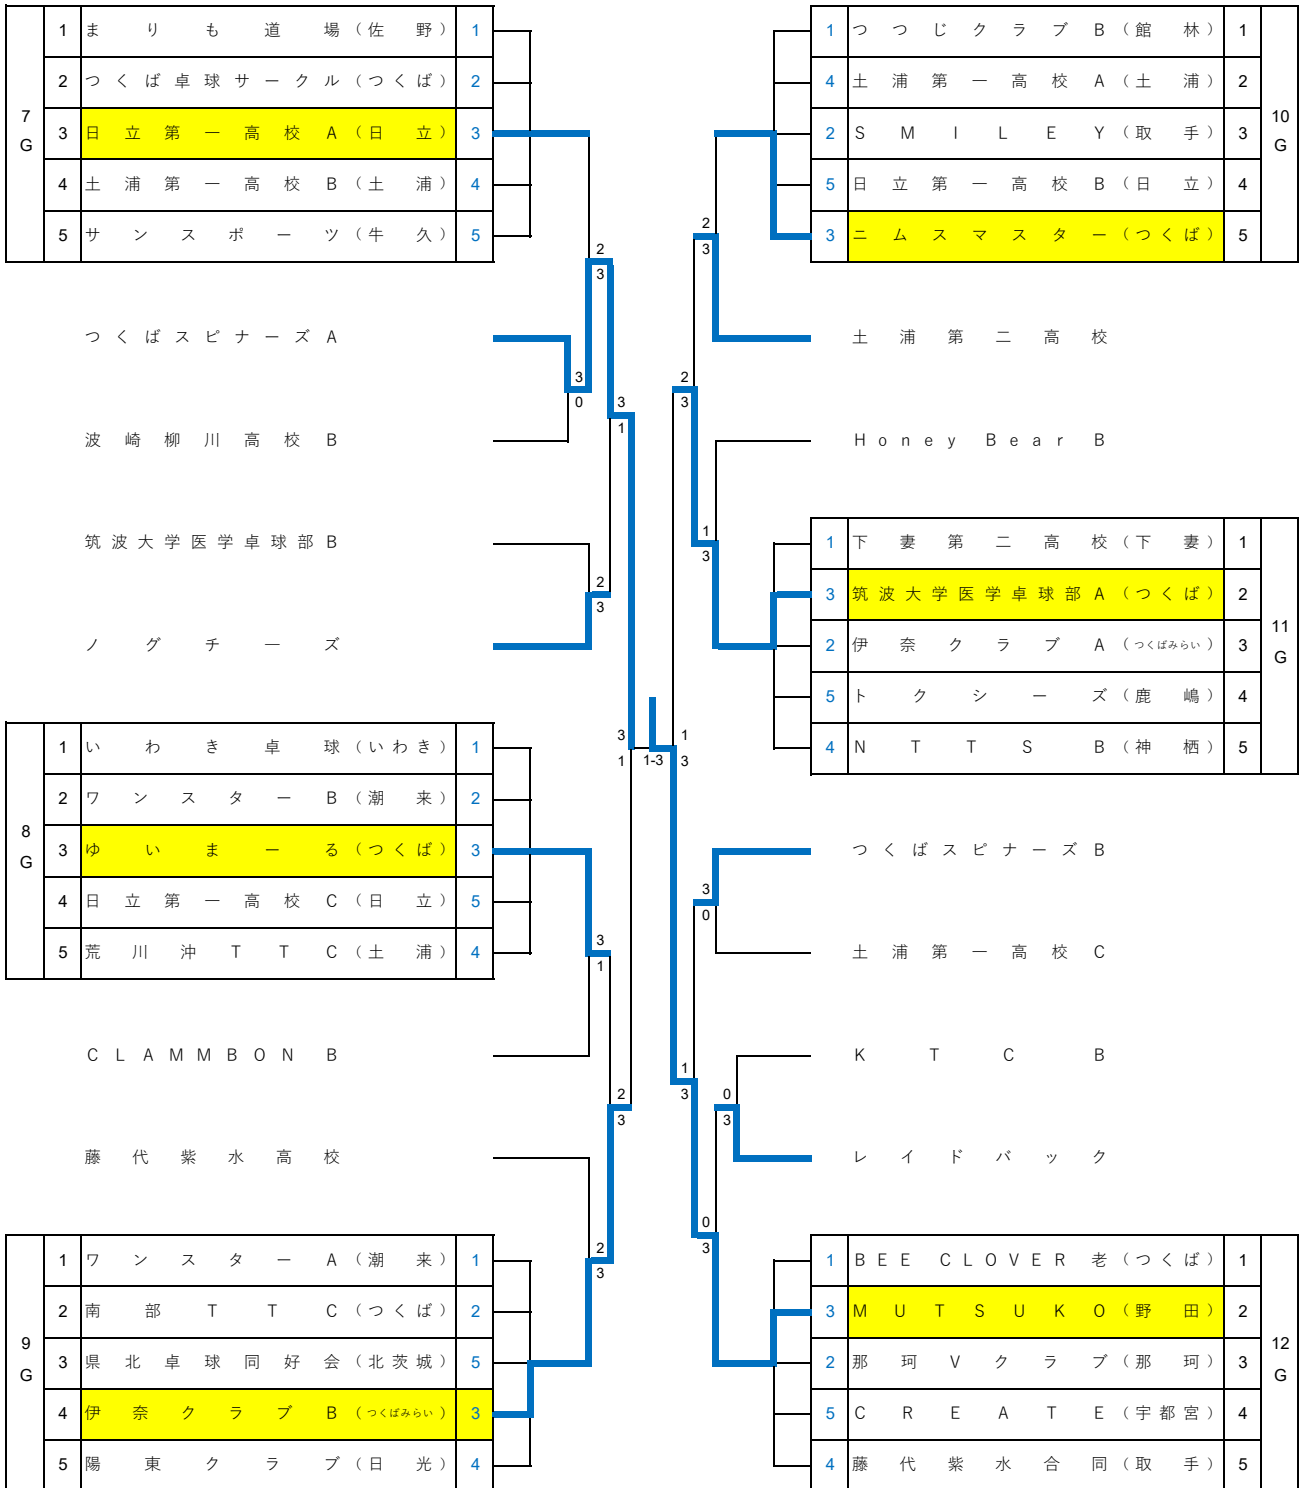 7 G
1 まりも道場（佐野） 1
2 つくば卓球サークル（つくば） 2
3 日立第一高校A（日立） 3
4 土浦第一高校B（土浦） 4
5 サンスポーツ（牛久） 5
2
3
つくばスピナーズA
3
0
波崎柳川高校B
3
1
筑波大学医学卓球部B
2
3
ノグチーズ
3
1
8 G
1 いわき卓球（いわき） 1
2 ワンスターB（潮来） 2
3 ゆいまーる（つくば） 3
4 日立第一高校C（日立） 5
5 荒川沖TTC（土浦） 4
3
1
CLAMMBON B
2
3
藤代紫水高校
2
3
9 G
1 ワンスターA（潮来） 1
2 南部TTC（つくば） 2
3 県北卓球同好会（北茨城） 5
4 伊奈クラブB（つくばみらい） 3
5 陽東クラブ（日光） 4
1-3
10 G
1 つつじクラブB（館林） 1
4 土浦第一高校A（土浦） 2
2 SMILEY（取手） 3
5 日立第一高校B（日立） 4
3 ニムスマスター（つくば） 5
2
3
土浦第二高校
2
3
Honey Bear B
1
3
11 G
1 下妻第二高校（下妻） 1
3 筑波大学医学卓球部A（つくば） 2
2 伊奈クラブA（つくばみらい） 3
5 トクシーズ（鹿嶋） 4
4 NTTSB（神栖） 5
1
3
つくばスピナーズB
3
0
土浦第一高校C
KTCB
1
3
0
3
レイドバック
0
3
12 G
1 BEE CLOVER老（つくば） 1
3 MUTSUKO（野田） 2
2 那珂Vクラブ（那珂） 3
5 CREATE（宇都宮） 4
4 藤代紫水合同（取手） 5